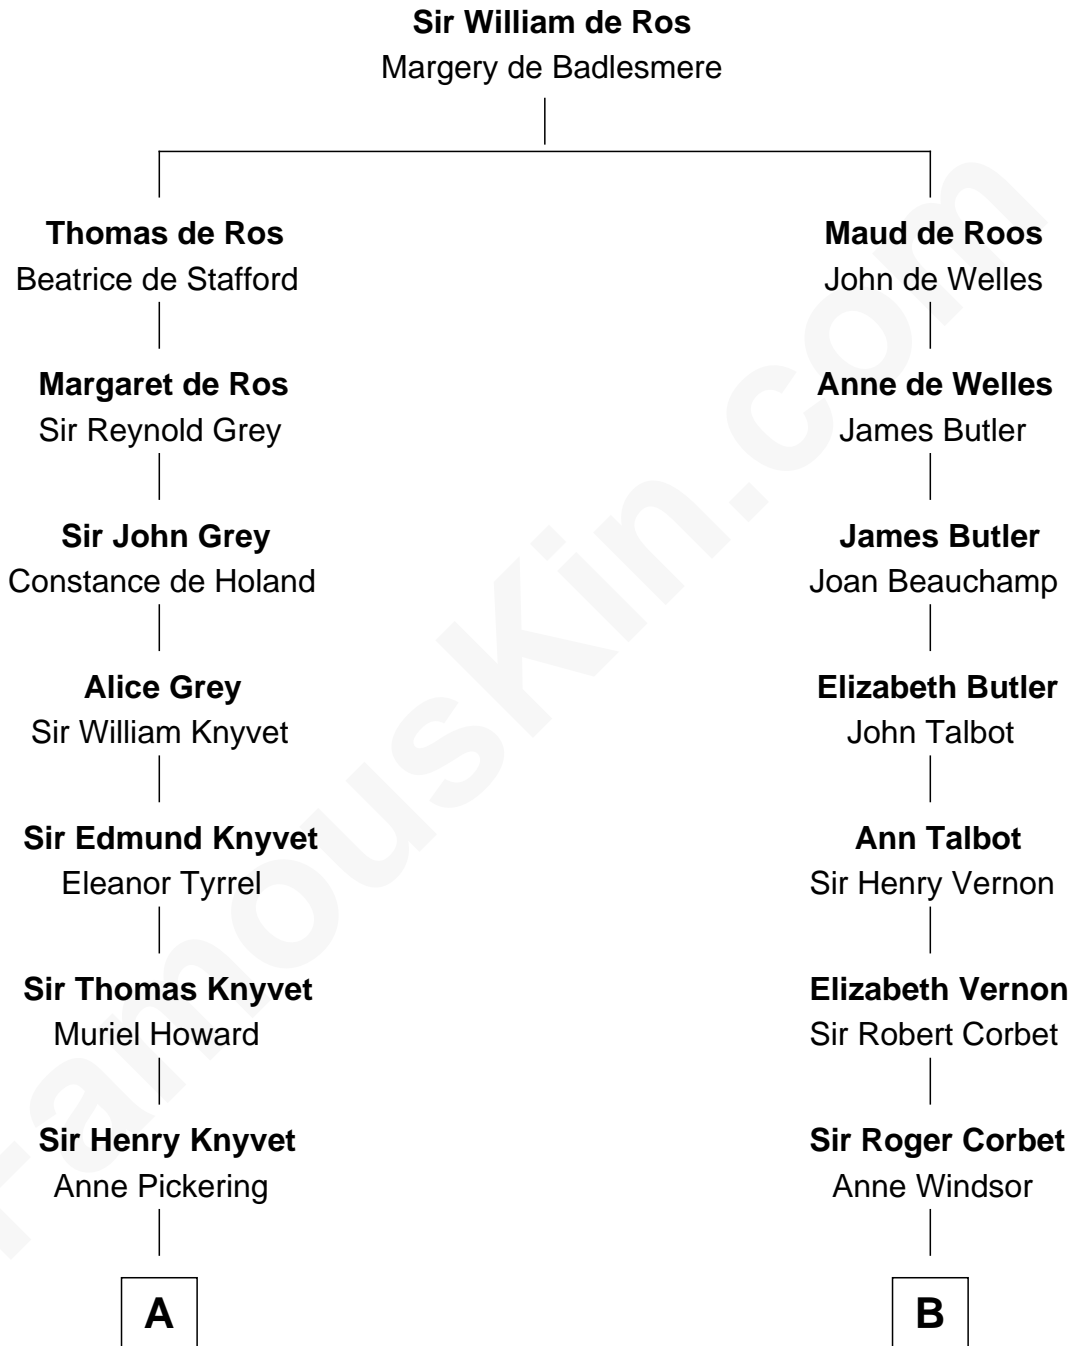 Sir William de Ros
Margery de Badlesmere
Thomas de Ros
Beatrice de Stafford
Margaret de Ros
Sir Reynold Grey
Sir John Grey
Constance de Holand
Alice Grey
Sir William Knyvet
Sir Edmund Knyvet
Eleanor Tyrrel
Sir Thomas Knyvet
Muriel Howard
Sir Henry Knyvet
Anne Pickering
A
Maud de Roos
John de Welles
Anne de Welles
James Butler
James Butler
Joan Beauchamp
Elizabeth Butler
John Talbot
Ann Talbot
Sir Henry Vernon
Elizabeth Vernon
Sir Robert Corbet
Sir Roger Corbet
Anne Windsor
B
FamousKin.com